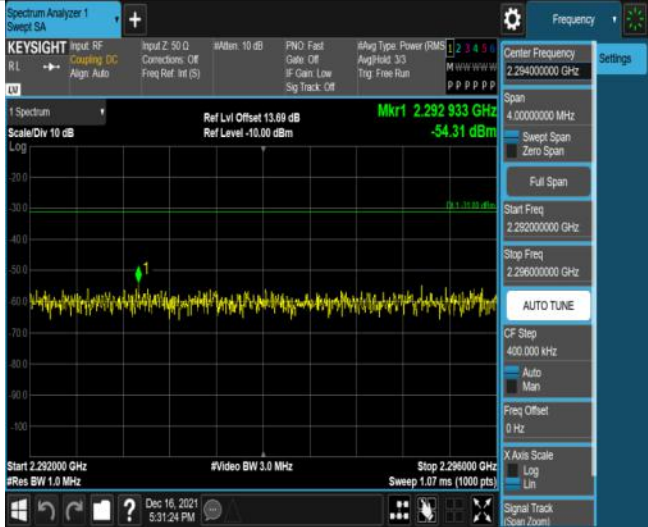 Spectrum Analyzer 1
Swept SA
+
Frequency
KEYSIGHT
RL
LV
Input: RF
Coupling: DC
Align: Auto
Input Z: 50 Ω
Corrections: Off
Freq Ref: Int (S)
#Atten: 10 dB
PNO: Fast
Gate: Off
IF Gain: Low
Sig Track: Off
#Avg Type: Power (RMS
Avg|Hold: 3/3
Trig: Free Run
1 2 3 4 5 6
M W W W W W
P P P P P P
1 Spectrum
Scale/Div 10 dB
Log
Ref Lvl Offset 13.69 dB
Ref Level -10.00 dBm
Mkr1 2.292 933 GHz
-54.31 dBm
-20.0
-30.0
-40.0
-50.0
-60.0
-70.0
-80.0
-90.0
-100
1
Start 2.292000 GHz
#Res BW 1.0 MHz
#Video BW 3.0 MHz
Stop 2.296000 GHz
Sweep 1.07 ms (1000 pts)
Dec 16, 2021
5:31:24 PM
?
Center Frequency
2.294000000 GHz
Settings
Span
4.00000000 MHz
Swept Span
Zero Span
Full Span
Start Freq
2.292000000 GHz
Stop Freq
2.296000000 GHz
AUTO TUNE
CF Step
400.000 kHz
Auto
Man
Freq Offset
0 Hz
X Axis Scale
Log
Lin
Signal Track
(Span Zoom)